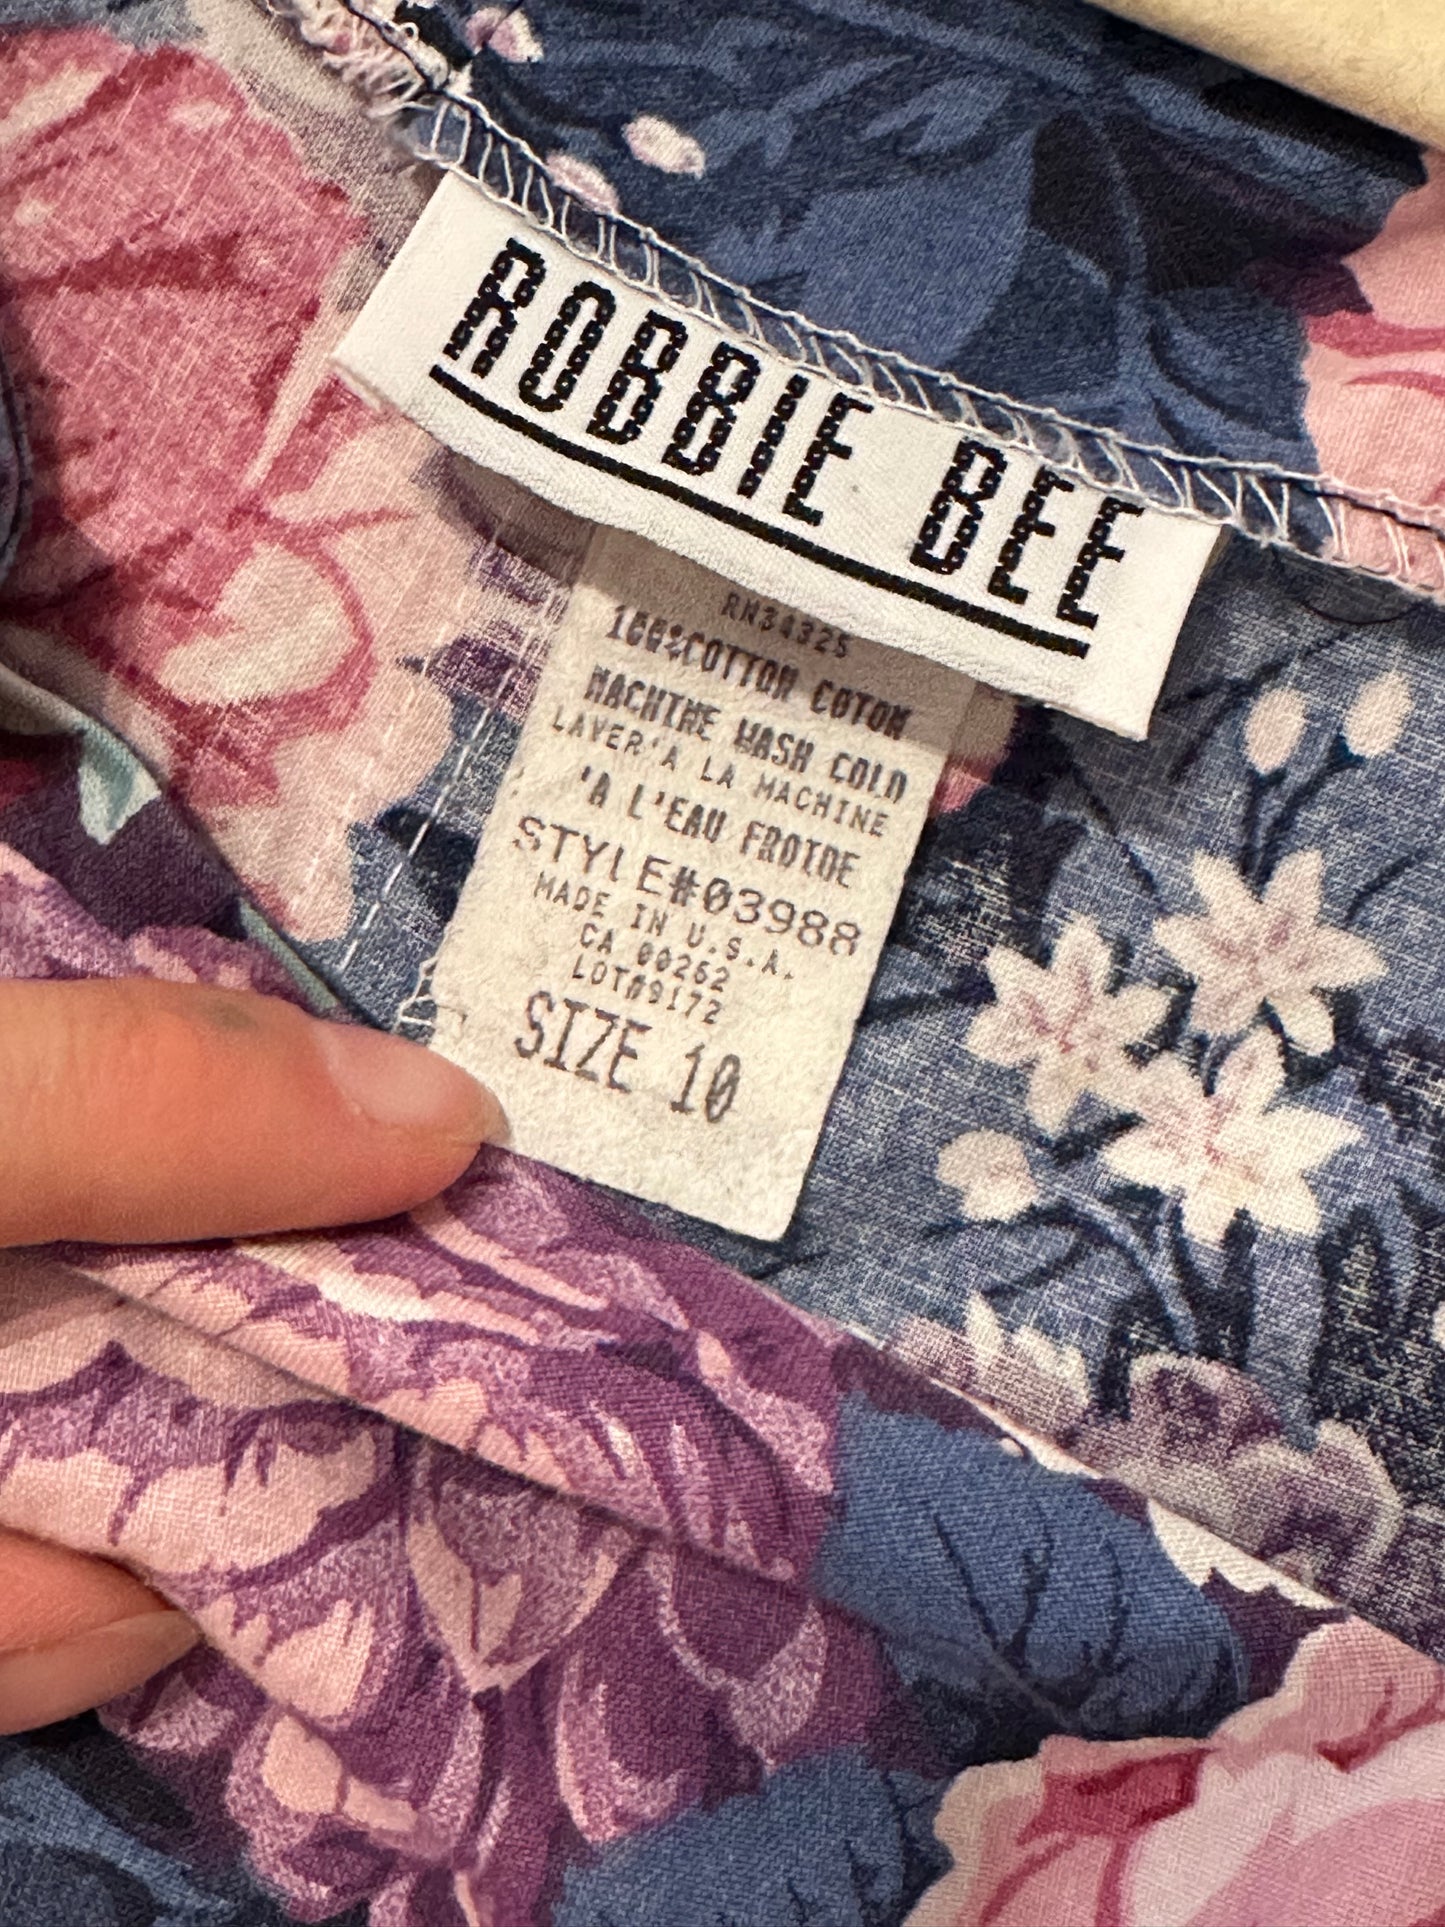 ROBBIE BEE
RN34325
100%COTTON COTON
MACHINE WASH COLD
LAVER'A LA MACHINE
'A L'EAU FROIDE
STYLE#03988
MADE IN U.S.A.
CA 00262
LOT#09172
SIZE 10